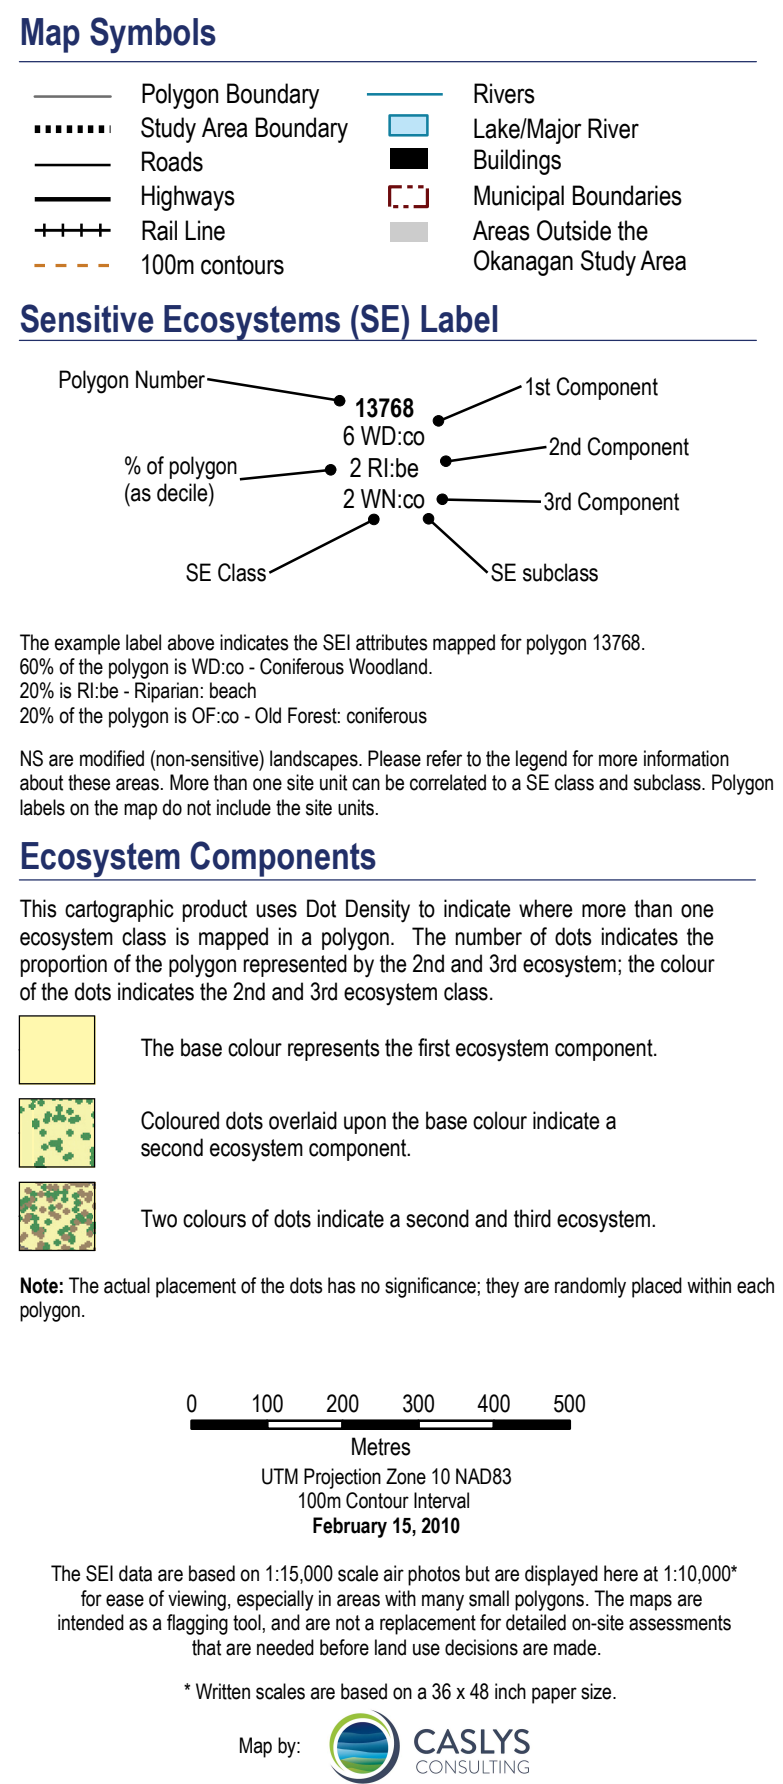 Map Symbols
Polygon Boundary
Study Area Boundary
Roads
Highways
Rail Line
100m contours
Rivers
Lake/Major River
Buildings
Municipal Boundaries
Areas Outside the
Okanagan Study Area
Sensitive Ecosystems (SE) Label
Polygon Number
13768
1st Component
6 WD:co
2nd Component
% of polygon
(as decile)
2 RI:be
2 WN:co
3rd Component
SE Class
SE subclass
The example label above indicates the SEI attributes mapped for polygon 13768.
60% of the polygon is WD:co - Coniferous Woodland.
20% is RI:be - Riparian: beach
20% of the polygon is OF:co - Old Forest: coniferous
NS are modified (non-sensitive) landscapes. Please refer to the legend for more information
about these areas. More than one site unit can be correlated to a SE class and subclass. Polygon
labels on the map do not include the site units.
Ecosystem Components
This cartographic product uses Dot Density to indicate where more than one
ecosystem class is mapped in a polygon. The number of dots indicates the
proportion of the polygon represented by the 2nd and 3rd ecosystem; the colour
of the dots indicates the 2nd and 3rd ecosystem class.
The base colour represents the first ecosystem component.
Coloured dots overlaid upon the base colour indicate a
second ecosystem component.
Two colours of dots indicate a second and third ecosystem.
Note: The actual placement of the dots has no significance; they are randomly placed within each
polygon.
0 100 200 300 400 500
Metres
UTM Projection Zone 10 NAD83
100m Contour Interval
February 15, 2010
The SEI data are based on 1:15,000 scale air photos but are displayed here at 1:10,000*
for ease of viewing, especially in areas with many small polygons. The maps are
intended as a flagging tool, and are not a replacement for detailed on-site assessments
that are needed before land use decisions are made.
* Written scales are based on a 36 x 48 inch paper size.
Map by:
CASLYS
CONSULTING